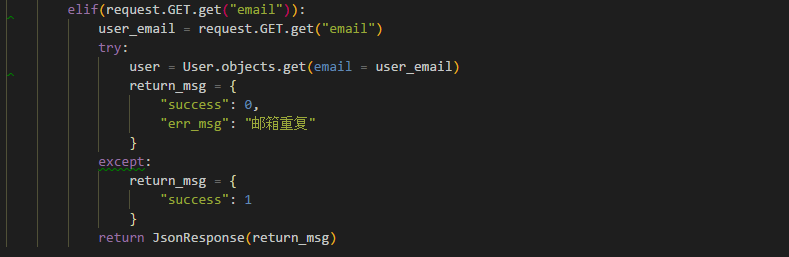 elif(request.GET.get("email")):
user_email = request.GET.get("email")
try:
user = User.objects.get(email = user_email)
return_msg = {
"success": 0,
"err_msg": "邮箱重复"
}
except:
return_msg = {
"success": 1
}
return JsonResponse(return_msg)